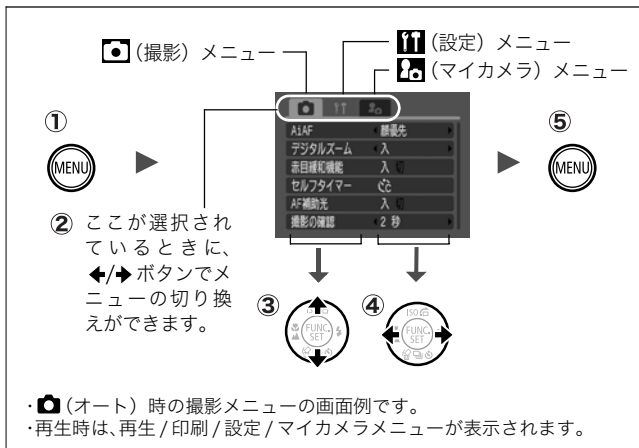 (撮影)メニュー
(設定)メニュー
(マイカメラ)メニュー
①
MENU
AiAF 顔優先
デジタルズーム 入
赤目緩和機能 入 切
セルフタイマー
AF補助光 入 切
撮影の確認 2 秒
⑤
MENU
② ここが選択され
ているときに、
←/→ ボタンでメ
ニューの切り換
えができます。
③
FUNC.
SET
④
ISO
FUNC.
SET
・(オート)時の撮影メニューの画面例です。
・再生時は、再生/印刷/設定/マイカメラメニューが表示されます。